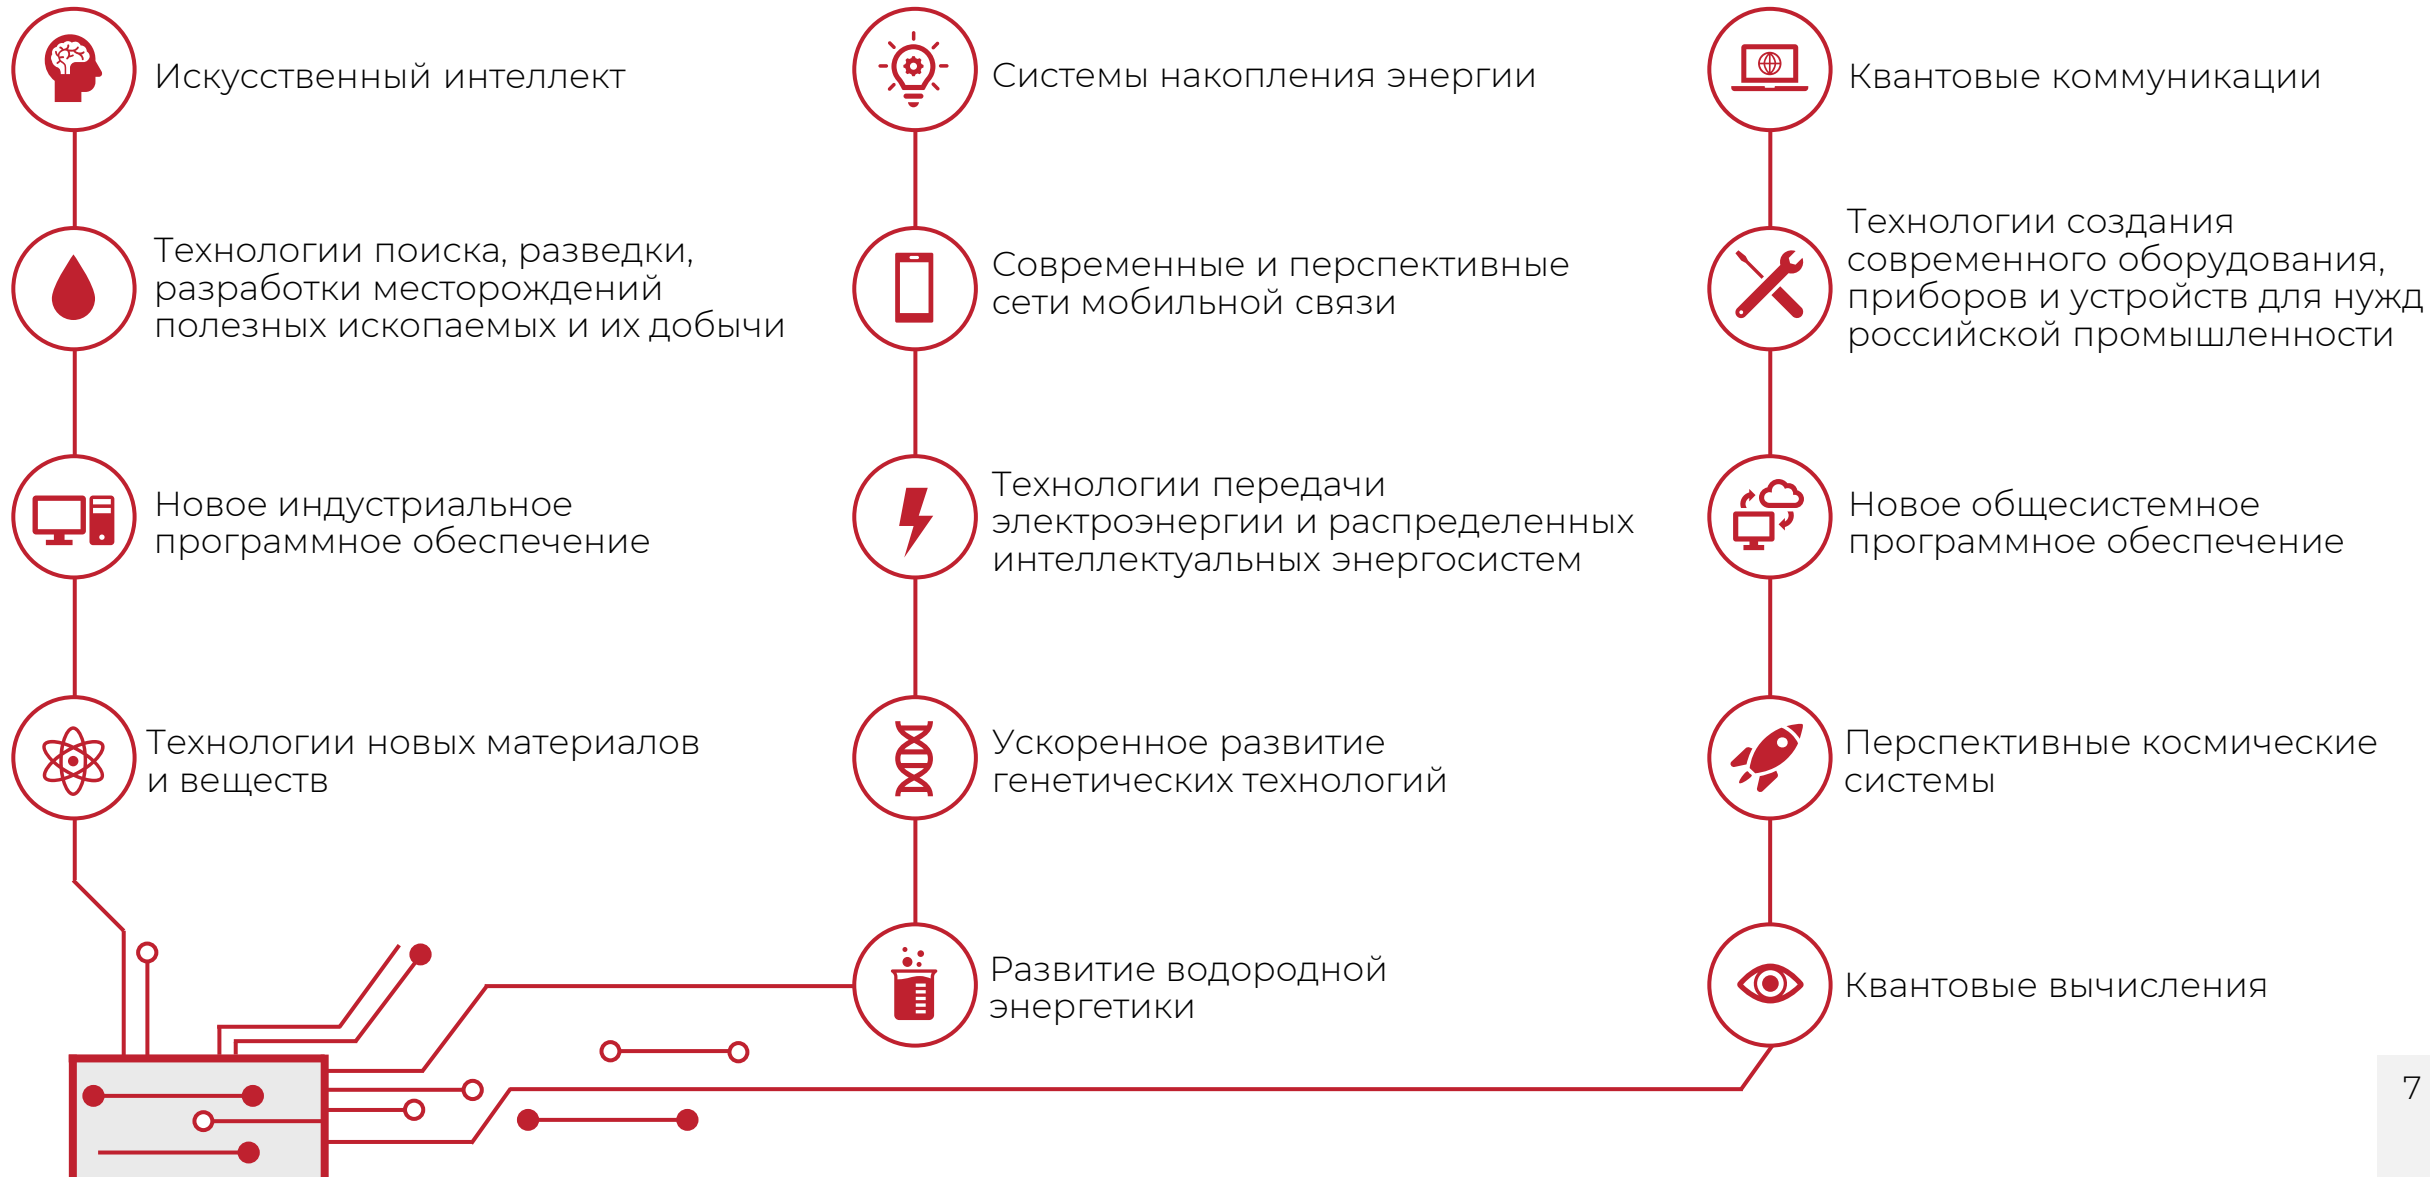 Искусственный интеллект
Технологии поиска, разведки,
разработки месторождений
полезных ископаемых и их добычи
Новое индустриальное
программное обеспечение
Технологии новых материалов
и веществ
Системы накопления энергии
Современные и перспективные
сети мобильной связи
Технологии передачи
электроэнергии и распределенных
интеллектуальных энергосистем
Ускоренное развитие
генетических технологий
Развитие водородной
энергетики
Квантовые коммуникации
Технологии создания
современного оборудования,
приборов и устройств для нужд
российской промышленности
Новое общесистемное
программное обеспечение
Перспективные космические
системы
Квантовые вычисления
7